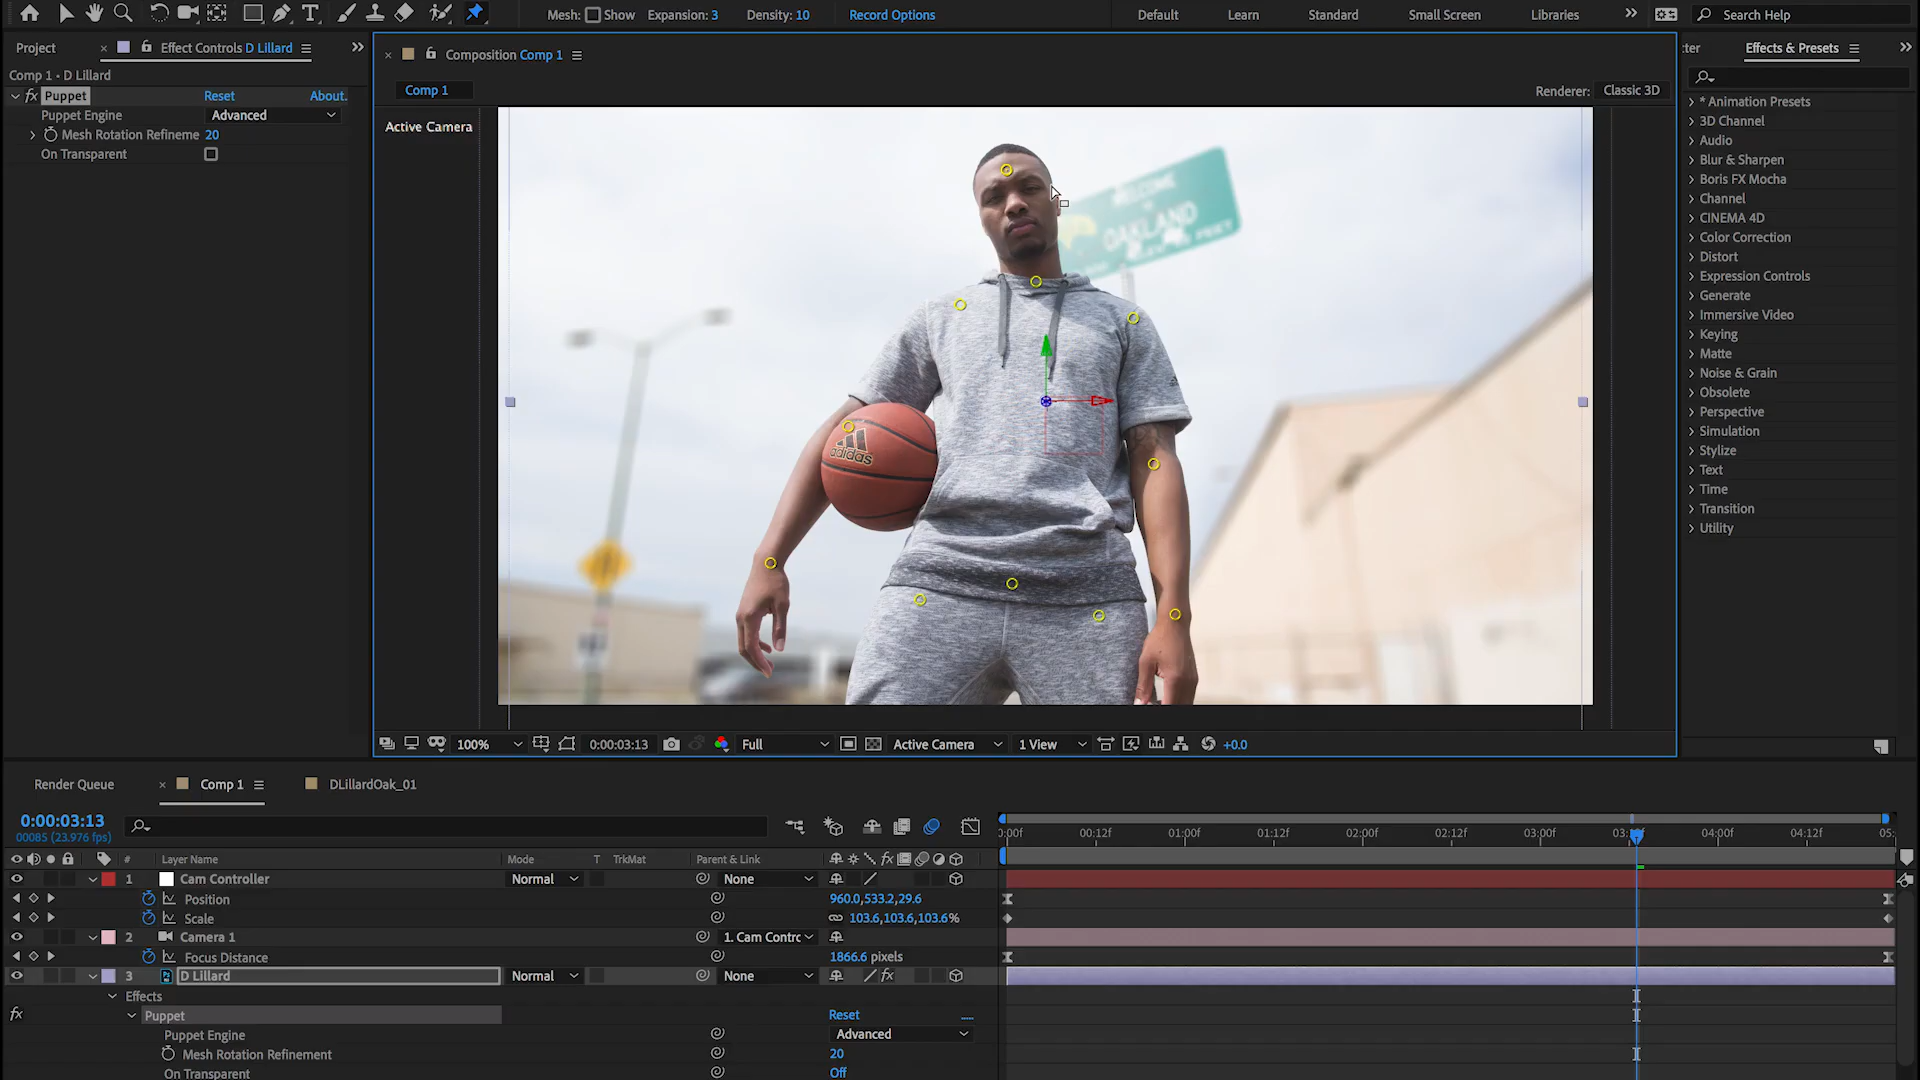 Mesh: Show Expansion: 3 Density: 10 Record Options Default Learn Standard Small Screen Libraries Search Help
Project Effect Controls D Lillard
Comp 1 • D Lillard
Puppet Reset About.
Puppet Engine Advanced
Mesh Rotation Refineme 20
On Transparent
Composition Comp 1
Comp 1
Renderer: Classic 3D
Active Camera
WELCOME
OAKLAND
adidas
100% 0:00:03:13 Full Active Camera 1 View +0.0
cter Effects & Presets
* Animation Presets
3D Channel
Audio
Blur & Sharpen
Boris FX Mocha
Channel
CINEMA 4D
Color Correction
Distort
Expression Controls
Generate
Immersive Video
Keying
Matte
Noise & Grain
Obsolete
Perspective
Simulation
Stylize
Text
Time
Transition
Utility
Render Queue Comp 1 DLillardOak_01
0:00:03:13
00085 (23.976 fps)
# Layer Name Mode T TrkMat Parent & Link
:00f 00:12f 01:00f 01:12f 02:00f 02:12f 03:00f 03: 04:00f 04:12f 05:
1 Cam Controller Normal None
Position 960.0,533.2,29.6
Scale 103.6,103.6,103.6%
2 Camera 1 1. Cam Contrc
Focus Distance 1866.6 pixels
3 D Lillard Normal None
Effects
fx Puppet Reset .....
Puppet Engine Advanced
Mesh Rotation Refinement 20
On Transparent Off